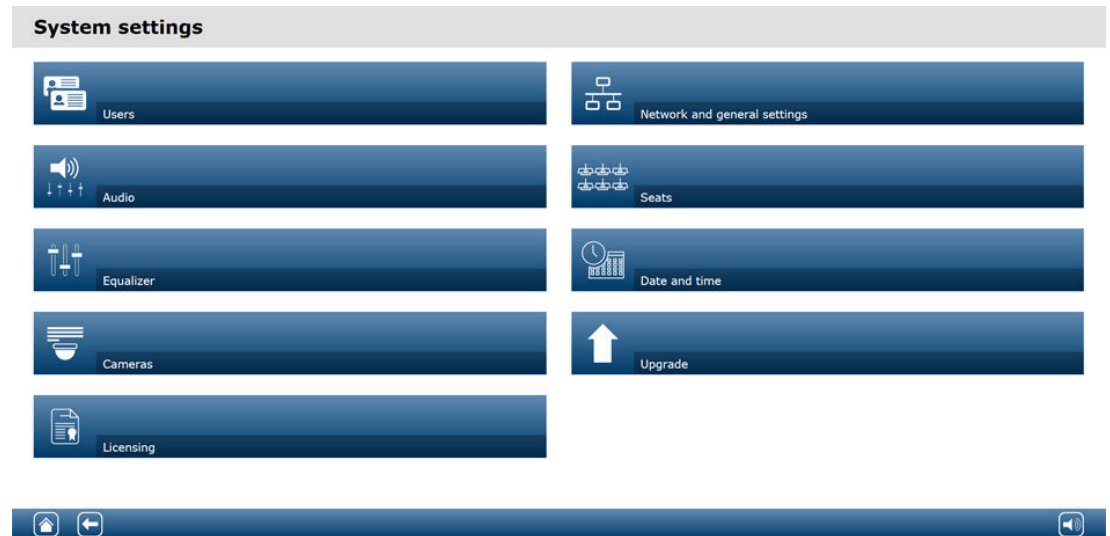 System settings
Users
Network and general settings
Audio
Seats
Equalizer
Date and time
Cameras
Upgrade
Licensing